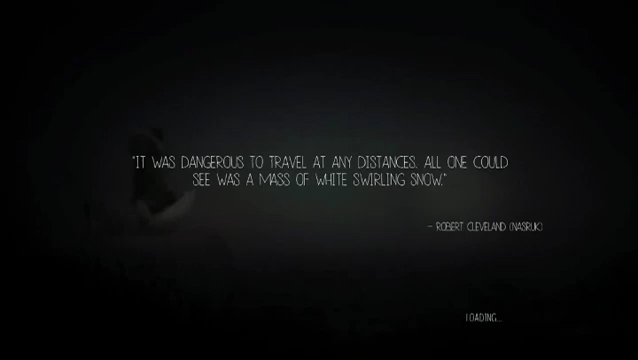 "IT WAS DANGEROUS TO TRAVEL AT ANY DISTANCES. ALL ONE COULD
SEE WAS A MASS OF WHITE SWIRLING SNOW."
- ROBERT CLEVELAND (NASRUK)
LOADING...